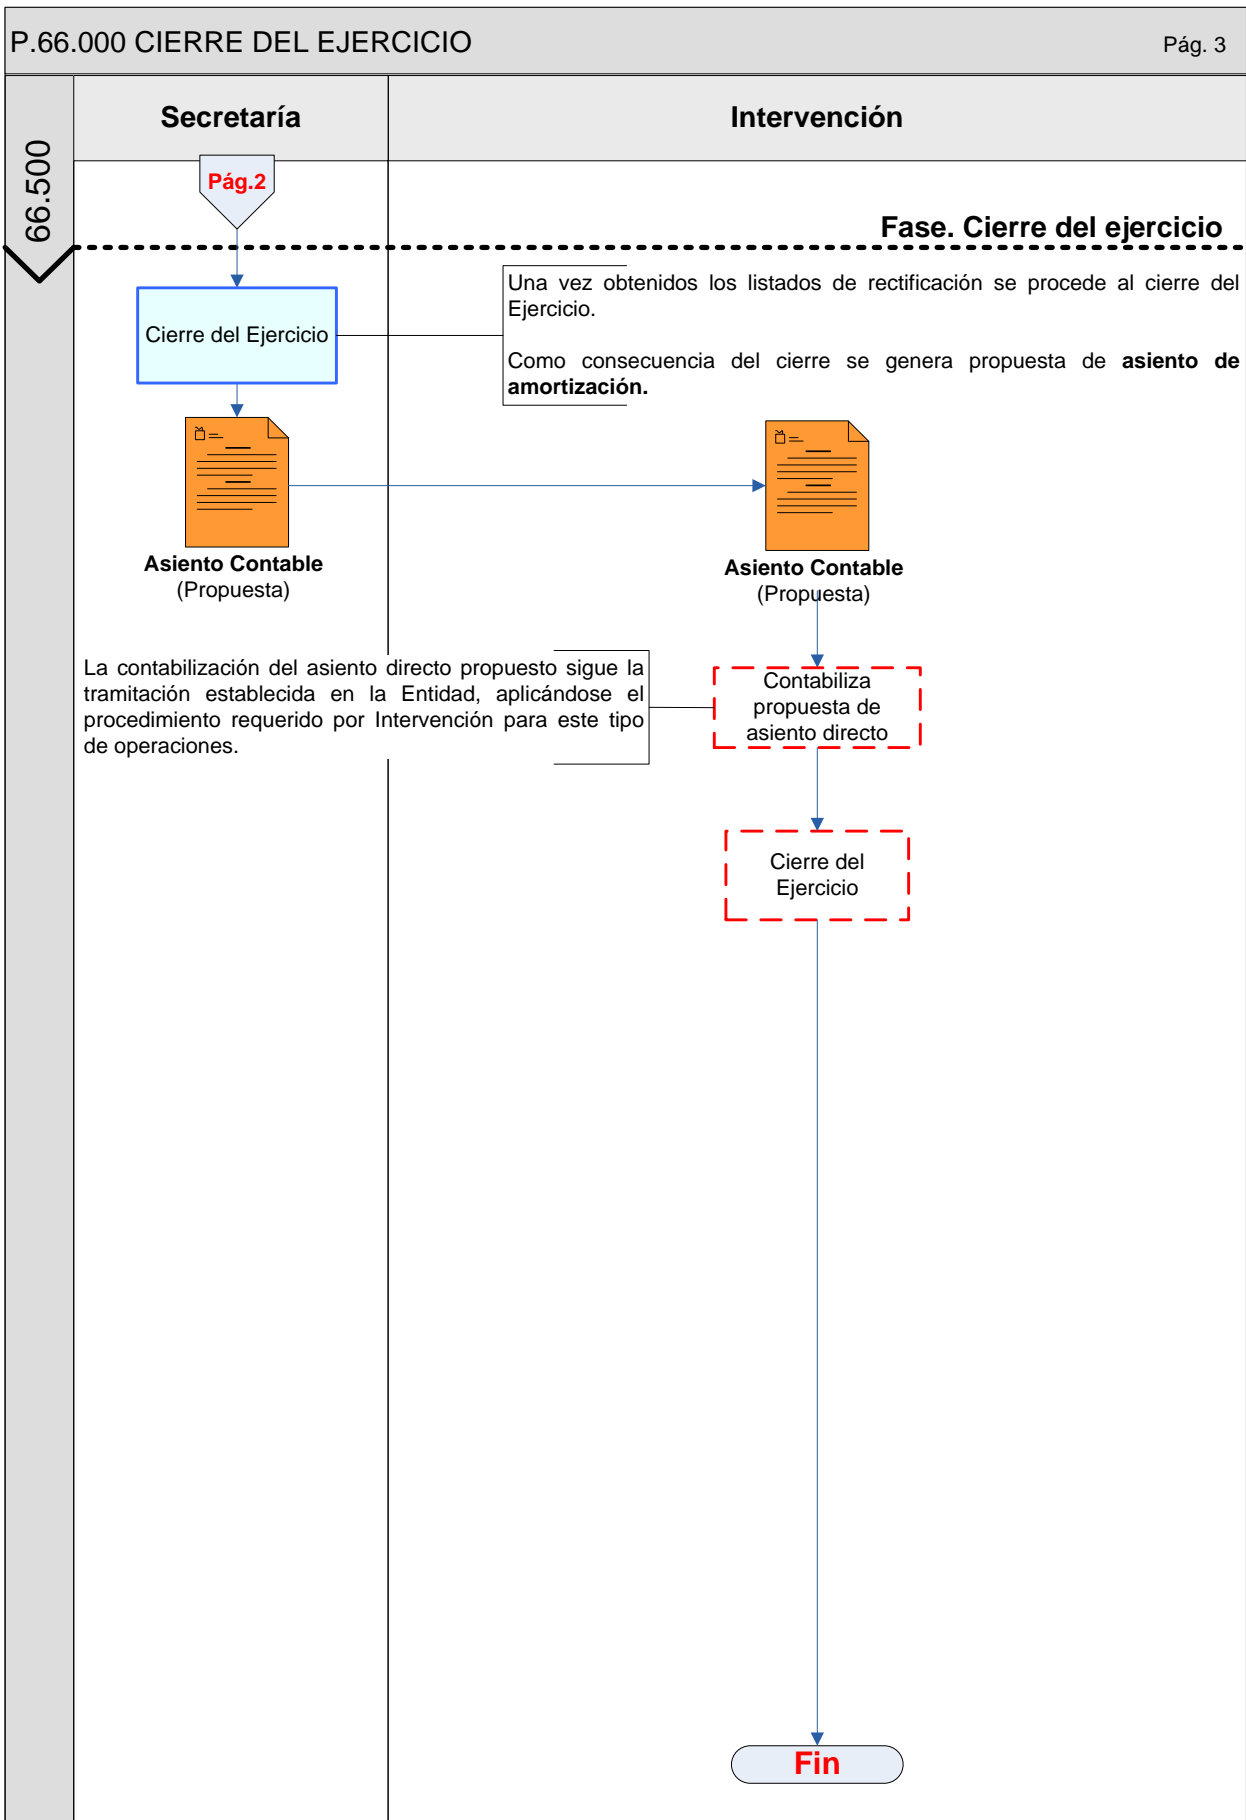 P.66.000 CIERRE DEL EJERCICIO
Pág. 3
66.500
Secretaría
Intervención
Pág.2
Fase. Cierre del ejercicio
Cierre del Ejercicio
Una vez obtenidos los listados de rectificación se procede al cierre del
Ejercicio.
Como consecuencia del cierre se genera propuesta de asiento de
amortización.
Asiento Contable
(Propuesta)
Asiento Contable
(Propuesta)
La contabilización del asiento directo propuesto sigue la
tramitación establecida en la Entidad, aplicándose el
procedimiento requerido por Intervención para este tipo
de operaciones.
Contabiliza
propuesta de
asiento directo
Cierre del
Ejercicio
Fin